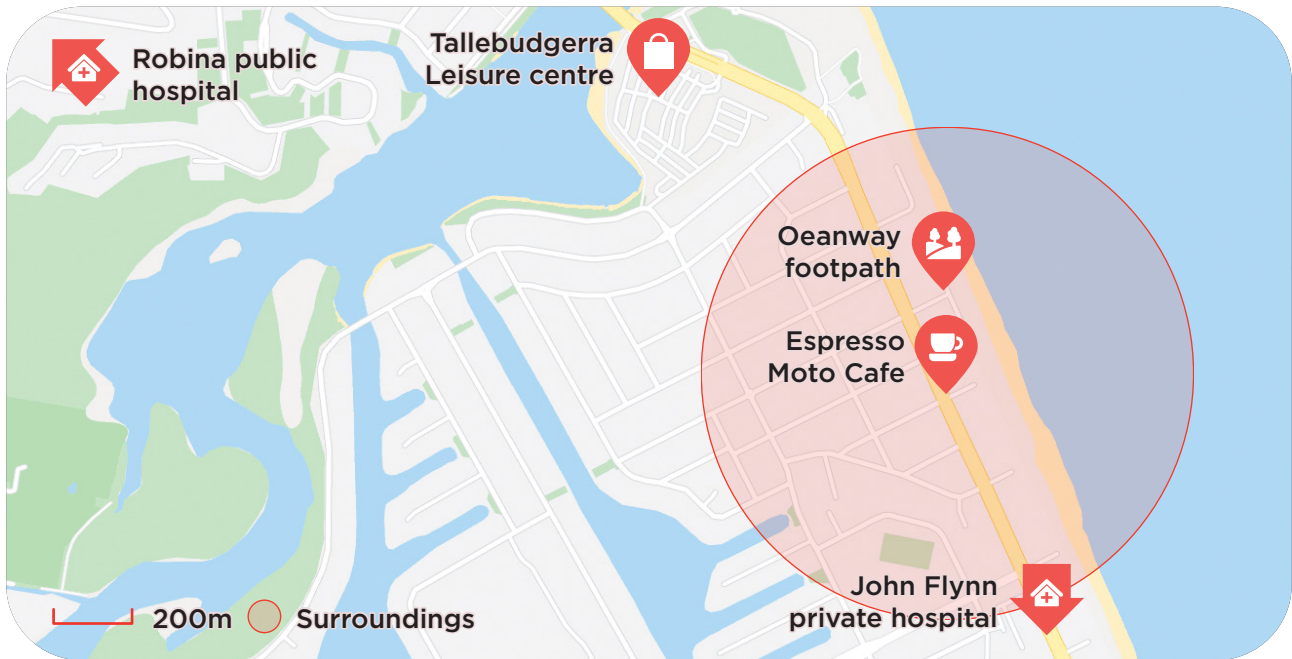 Robina public
hospital
Tallebudgerra
Leisure centre
Oeanway
footpath
Espresso
Moto Cafe
John Flynn
private hospital
200m
Surroundings